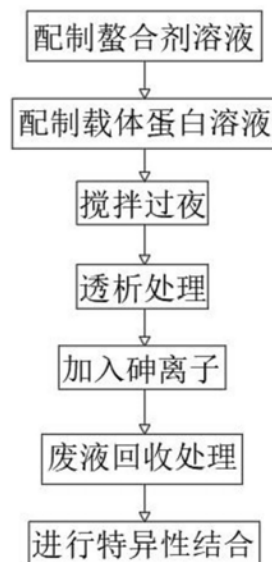 配制螯合剂溶液
配制载体蛋白溶液
搅拌过夜
透析处理
加入砷离子
废液回收处理
进行特异性结合